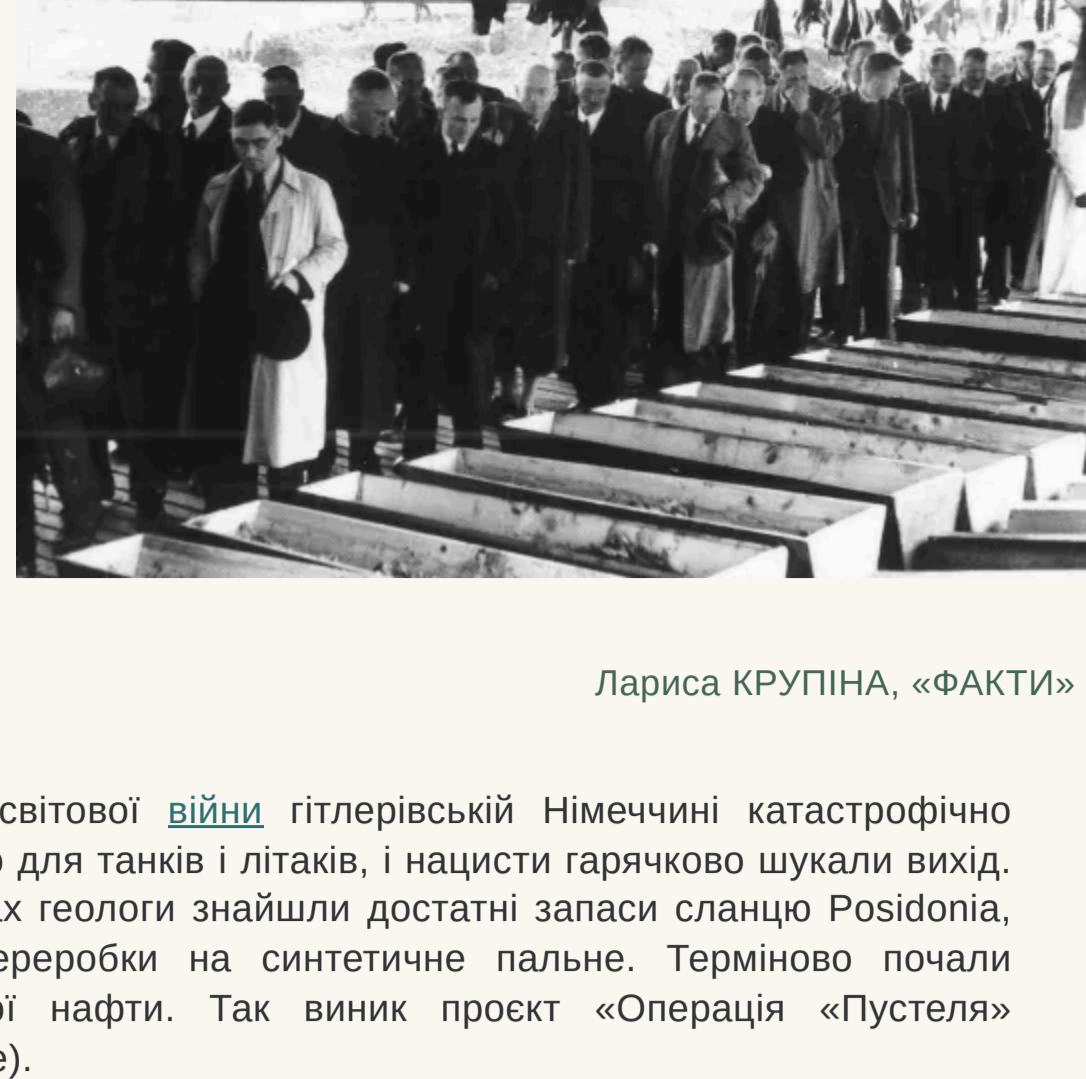 Лариса КРУПІНА, «ФАКТИ»
світової війни гітлерівській Німеччині катастрофічно
для танків і літаків, і нацисти гарячково шукали вихід.
геологи знайшли достатні запаси сланцю Posidonia,
ереробки на синтетичне пальне. Терміново почали
ої нафти. Так виник проєкт «Операція «Пустеля»
е).